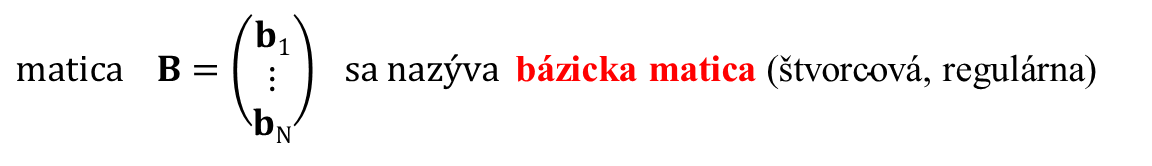 matica B = (b1 ⋮ bN) sa nazýva bázicka matica (štvorcová, regulárna)